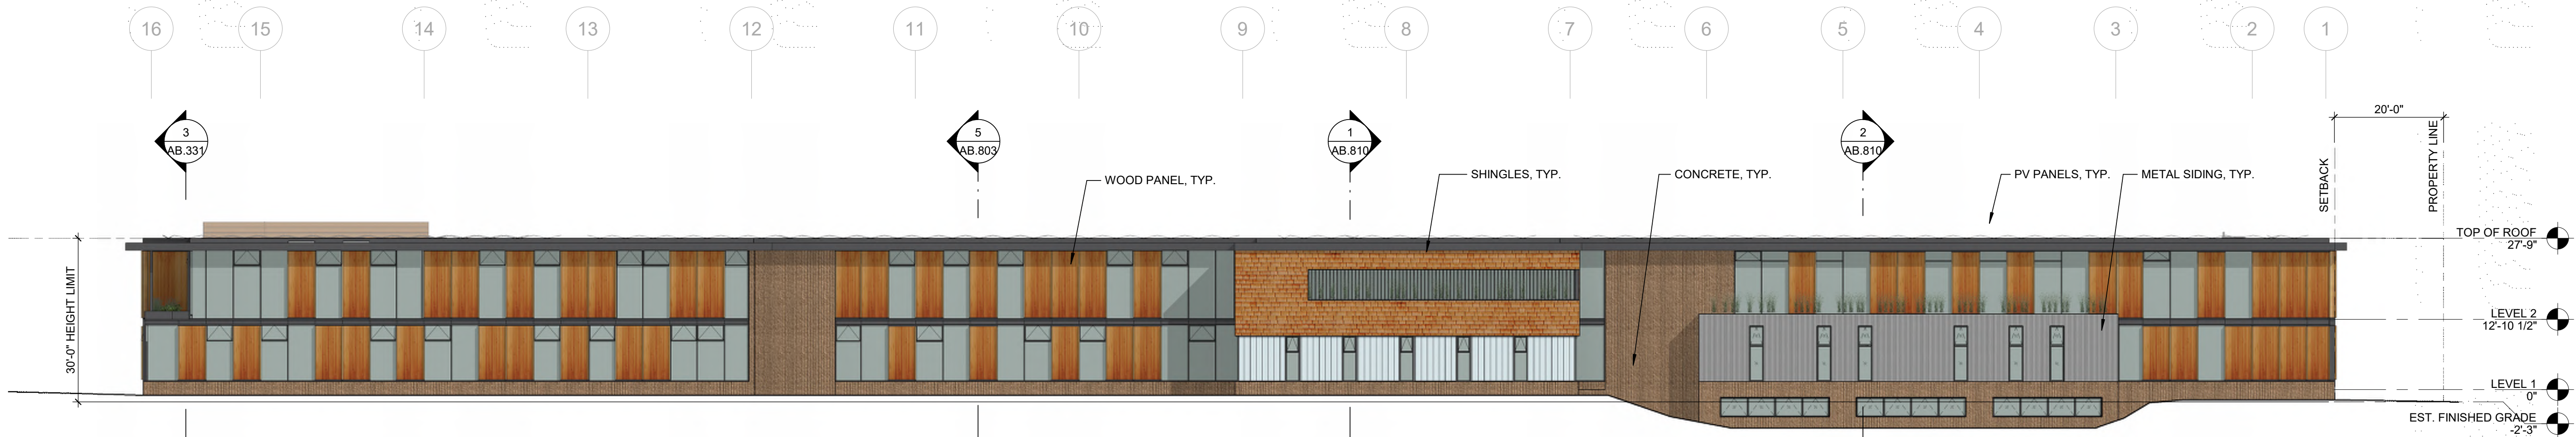 16 15 14 13 12 11 10 9 8 7 6 5 4 3 2 1
3
AB.331
5
AB.803
1
AB.810
2
AB.810
20'-0"
WOOD PANEL, TYP.
SHINGLES, TYP.
CONCRETE, TYP.
PV PANELS, TYP.
METAL SIDING, TYP.
SETBACK
PROPERTY LINE
30'-0" HEIGHT LIMIT
TOP OF ROOF
27'-9"
LEVEL 2
12'-10 1/2"
LEVEL 1
0"
EST. FINISHED GRADE
-2'-3"